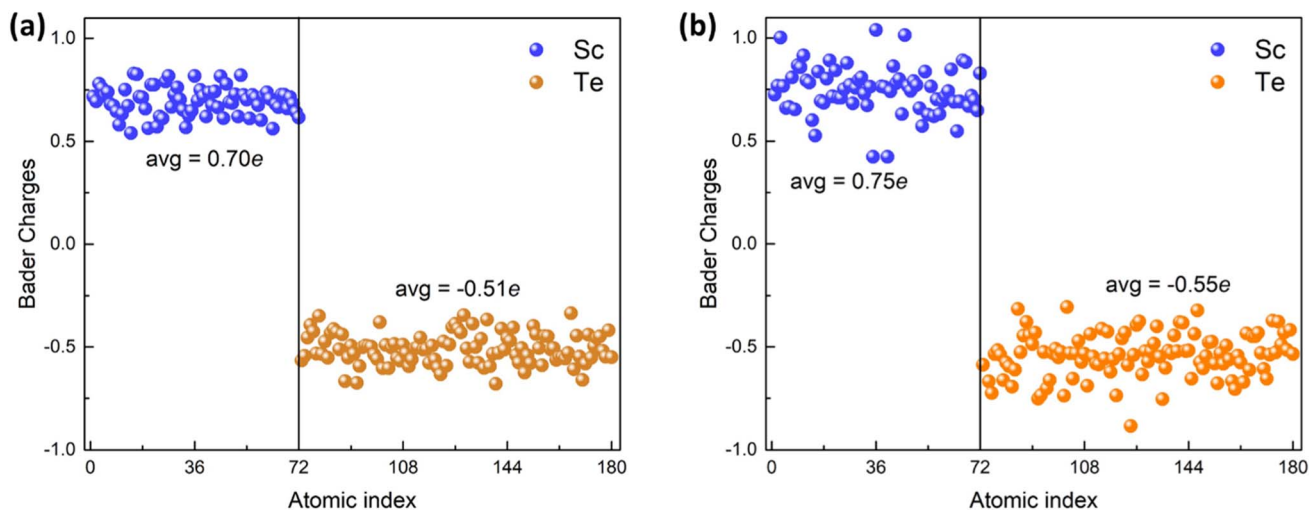 (a)
Sc
Te
avg = 0.70e
avg = -0.51e
1.0
0.5
0.0
-0.5
-1.0
Bader Charges
0 36 72 108 144 180
Atomic index
(b)
Sc
Te
avg = 0.75e
avg = -0.55e
1.0
0.5
0.0
-0.5
-1.0
Bader Charges
0 36 72 108 144 180
Atomic index